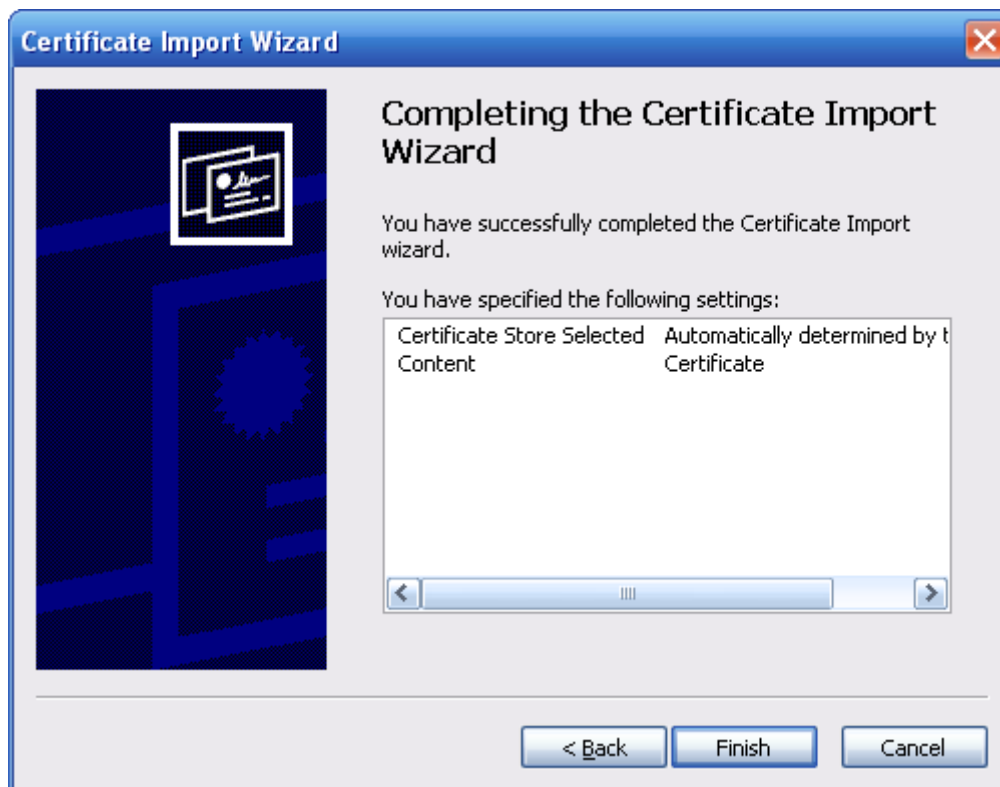 Certificate Import Wizard
Completing the Certificate Import
Wizard
You have successfully completed the Certificate Import
wizard.
You have specified the following settings:
Certificate Store Selected Automatically determined by t
Content Certificate
< Back Finish Cancel